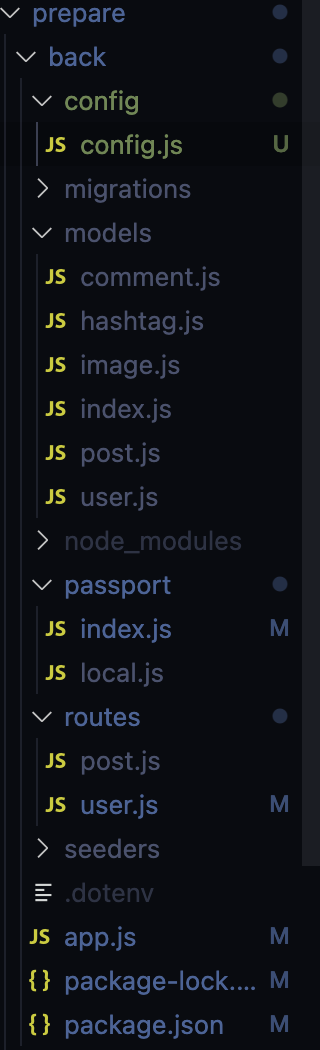 prepare
back
config
JS config.js U
migrations
models
JS comment.js
JS hashtag.js
JS image.js
JS index.js
JS post.js
JS user.js
node_modules
passport
JS index.js M
JS local.js
routes
JS post.js
JS user.js M
seeders
.dotenv
JS app.js M
{} package-lock.... M
{} package.json M